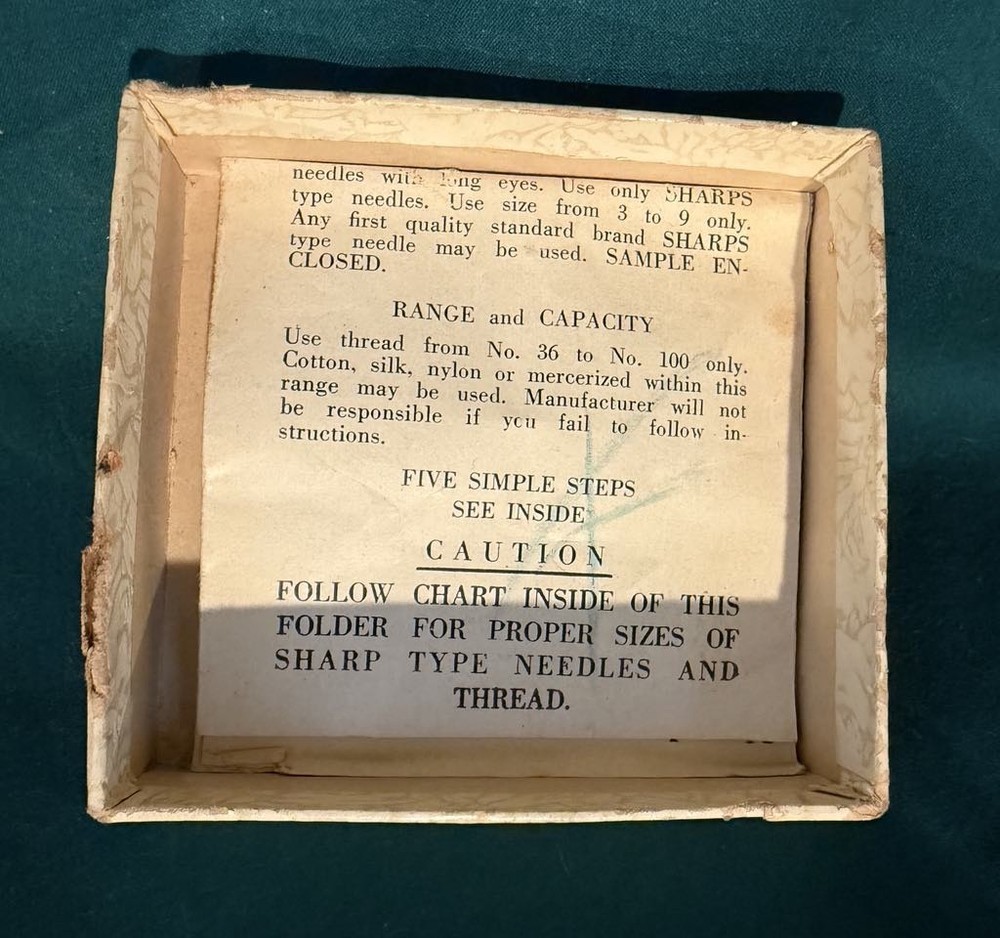 needles with long eyes. Use only SHARPS
type needles. Use size from 3 to 9 only.
Any first quality standard brand SHARPS
type needle may be used. SAMPLE EN-
CLOSED.
RANGE and CAPACITY
Use thread from No. 36 to No. 100 only.
Cotton, silk, nylon or mercerized within this
range may be used. Manufacturer will not
be responsible if you fail to follow in-
structions.
FIVE SIMPLE STEPS
SEE INSIDE
CAUTION
FOLLOW CHART INSIDE OF THIS
FOLDER FOR PROPER SIZES OF
SHARP TYPE NEEDLES AND
THREAD.